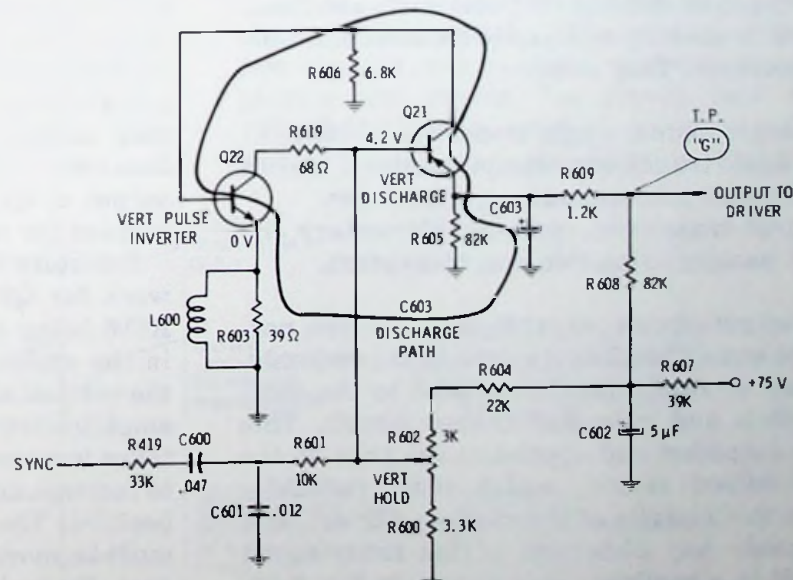 R606
6.8K
Q21
T.P.
"G"
R619
4.2 V
Q22
68Ω
VERT
DISCHARGE
R609
1.2K
OUTPUT TO
DRIVER
C603
VERT PULSE
INVERTER
0 V
R605
82K
R608
82K
L600
R603
39Ω
C603
DISCHARGE
PATH
R604
22K
R607
39K
+75 V
C602
5 µF
SYNC
R419
33K
C600
.047
R601
10K
R602
3K
VERT
HOLD
C601
.012
R600
3.3K